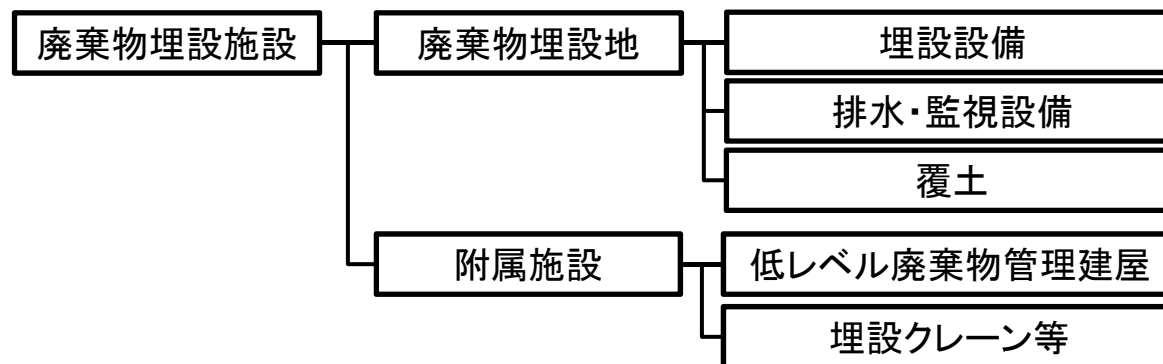 廃棄物埋設施設
廃棄物埋設地
埋設設備
排水・監視設備
覆土
附属施設
低レベル廃棄物管理建屋
埋設クレーン等